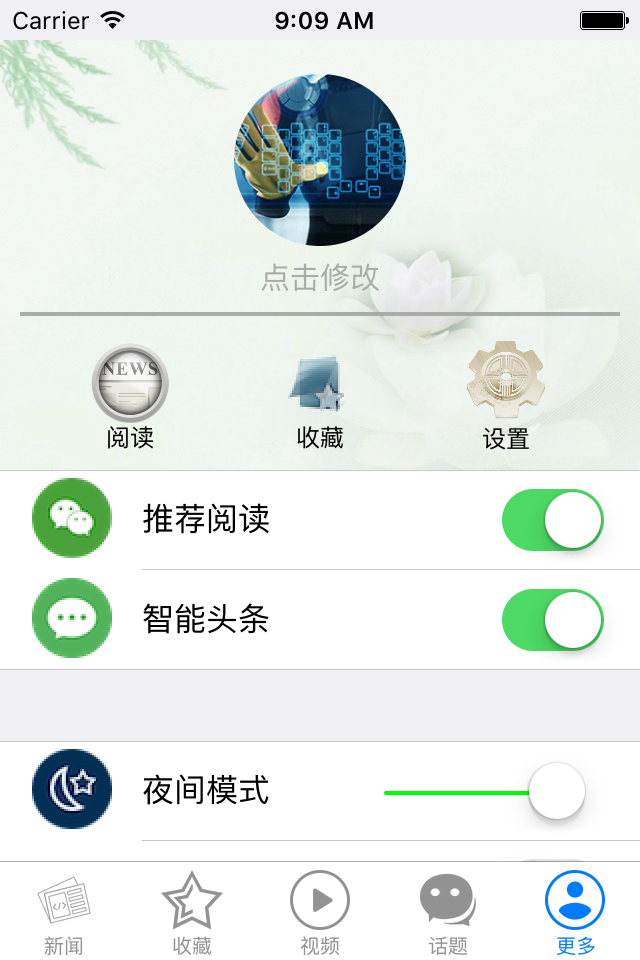 Carrier 9:09 AM
点击修改
NEWS
阅读 收藏 设置
推荐阅读
智能头条
夜间模式
新闻 收藏 视频 话题 更多